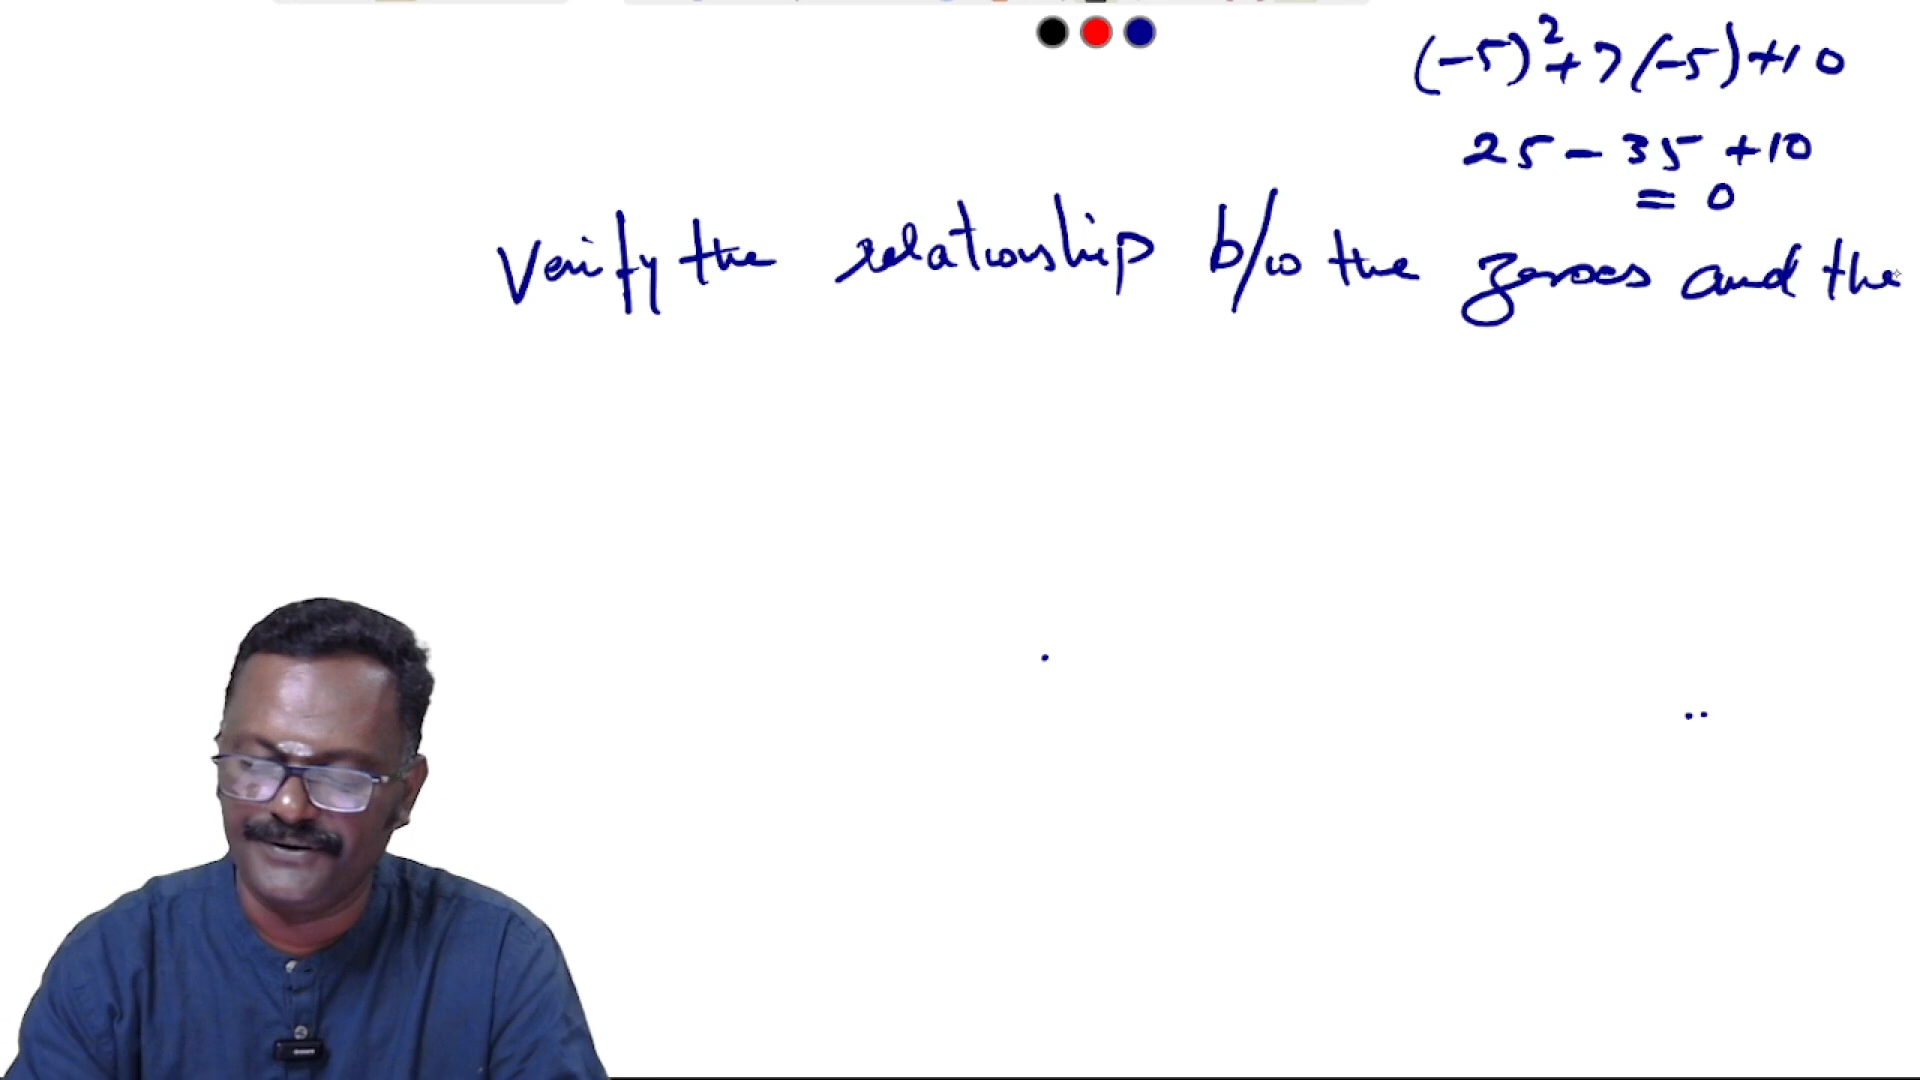 (-5)²+7(-5)+10
25-35+10
= 0
Verify the relationship b/w the zeroes and the